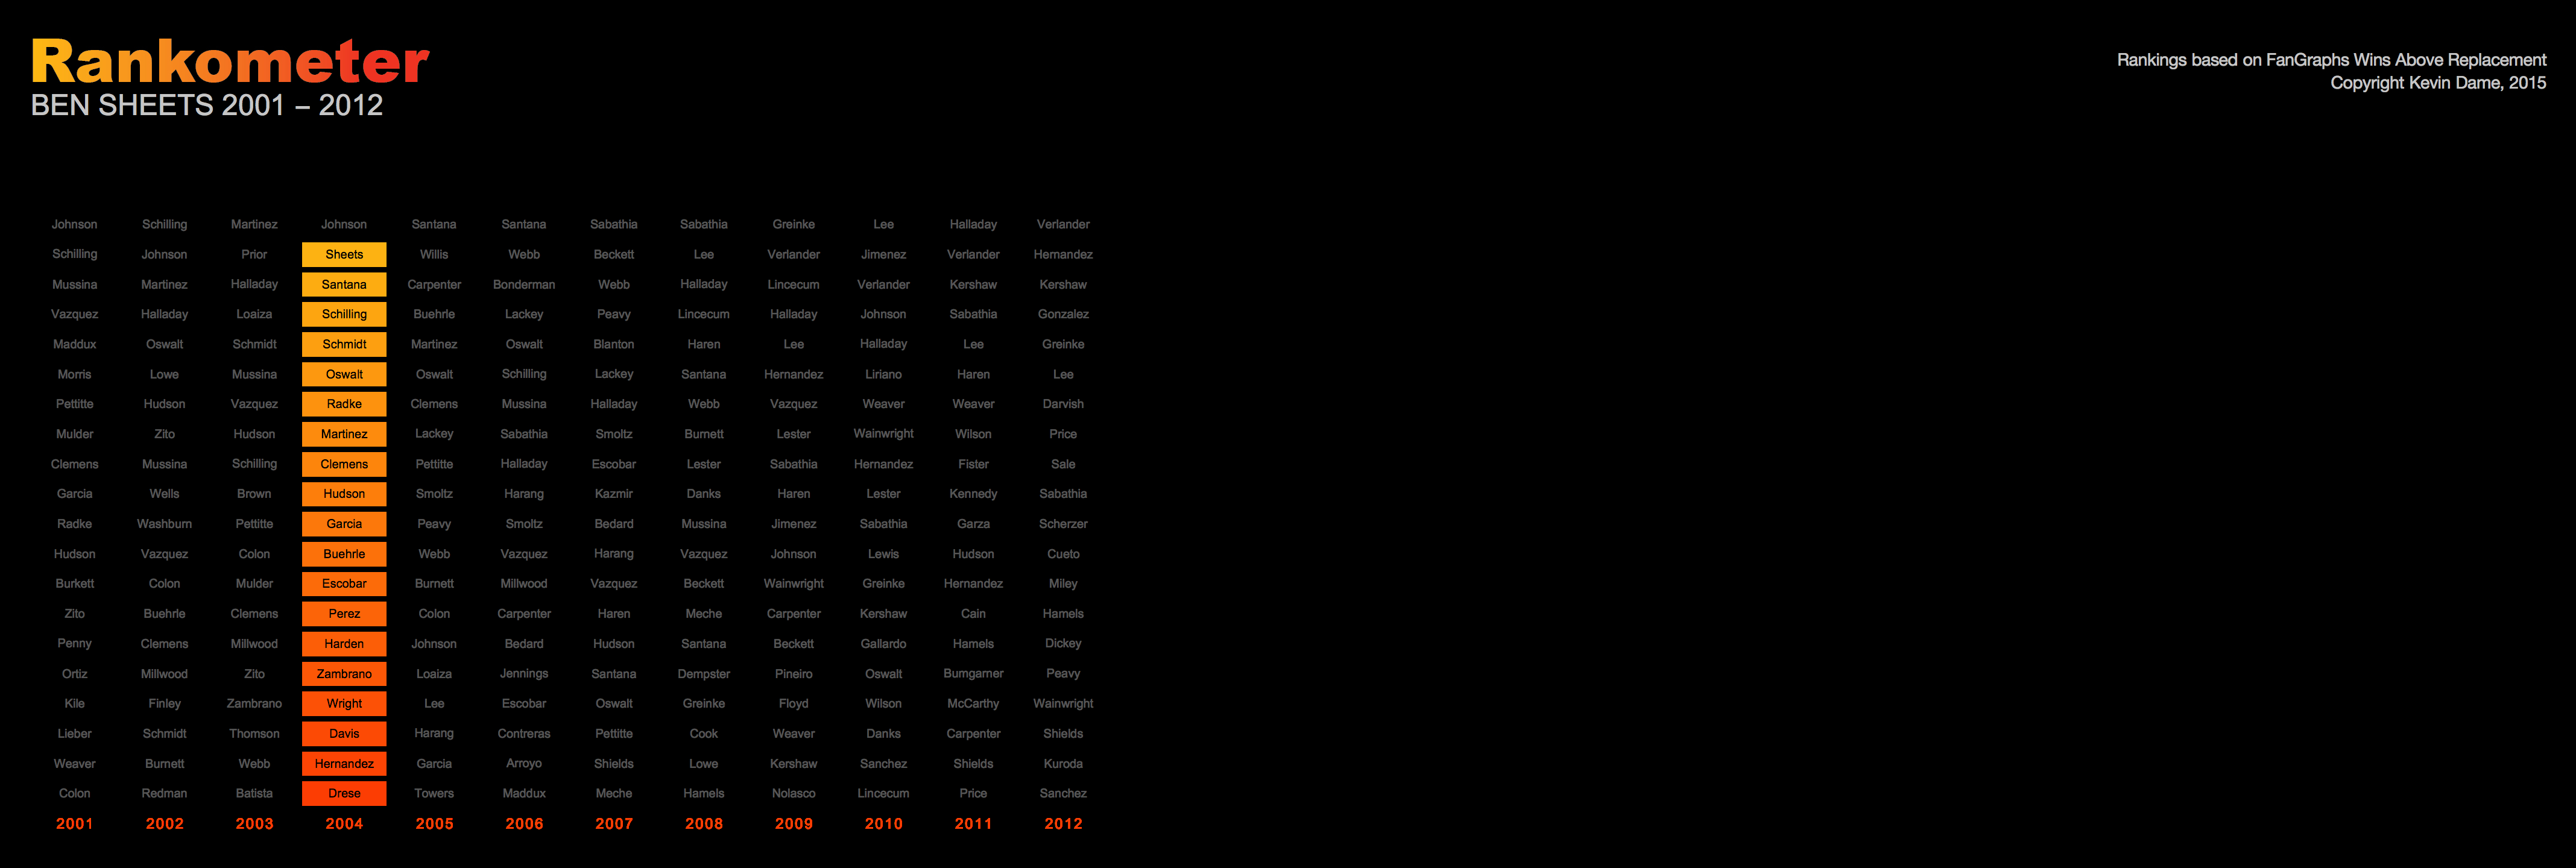 Rankometer
BEN SHEETS 2001 – 2012
Rankings based on FanGraphs Wins Above Replacement
Copyright Kevin Dame, 2015
Johnson Schilling Martinez Johnson Santana Santana Sabathia Sabathia Greinke Lee Halladay Verlander
Schilling Johnson Prior Sheets Willis Webb Beckett Lee Verlander Jimenez Verlander Hernandez
Mussina Martinez Halladay Santana Carpenter Bonderman Webb Halladay Lincecum Verlander Kershaw Kershaw
Vazquez Halladay Loaiza Schilling Buehrle Lackey Peavy Lincecum Halladay Johnson Sabathia Gonzalez
Maddux Oswalt Schmidt Schmidt Martinez Oswalt Blanton Haren Lee Halladay Lee Greinke
Morris Lowe Mussina Oswalt Oswalt Schilling Lackey Santana Hernandez Liriano Haren Lee
Pettitte Hudson Vazquez Radke Clemens Mussina Halladay Webb Vazquez Weaver Weaver Darvish
Mulder Zito Hudson Martinez Lackey Sabathia Smoltz Burnett Lester Wainwright Wilson Price
Clemens Mussina Schilling Clemens Pettitte Halladay Escobar Lester Sabathia Hernandez Fister Sale
Garcia Wells Brown Hudson Smoltz Harang Kazmir Danks Haren Lester Kennedy Sabathia
Radke Washburn Pettitte Garcia Peavy Smoltz Bedard Mussina Jimenez Sabathia Garza Scherzer
Hudson Vazquez Colon Buehrle Webb Vazquez Harang Vazquez Johnson Lewis Hudson Cueto
Burkett Colon Mulder Escobar Burnett Millwood Vazquez Beckett Wainwright Greinke Hernandez Miley
Zito Buehrle Clemens Perez Colon Carpenter Haren Meche Carpenter Kershaw Cain Hamels
Penny Clemens Millwood Harden Johnson Bedard Hudson Santana Beckett Gallardo Hamels Dickey
Ortiz Millwood Zito Zambrano Loaiza Jennings Santana Dempster Pineiro Oswalt Bumgarner Peavy
Kile Finley Zambrano Wright Lee Escobar Oswalt Greinke Floyd Wilson McCarthy Wainwright
Lieber Schmidt Thomson Davis Harang Contreras Pettitte Cook Weaver Danks Carpenter Shields
Weaver Burnett Webb Hernandez Garcia Arroyo Shields Lowe Kershaw Sanchez Shields Kuroda
Colon Redman Batista Drese Towers Maddux Meche Hamels Nolasco Lincecum Price Sanchez
2001 2002 2003 2004 2005 2006 2007 2008 2009 2010 2011 2012